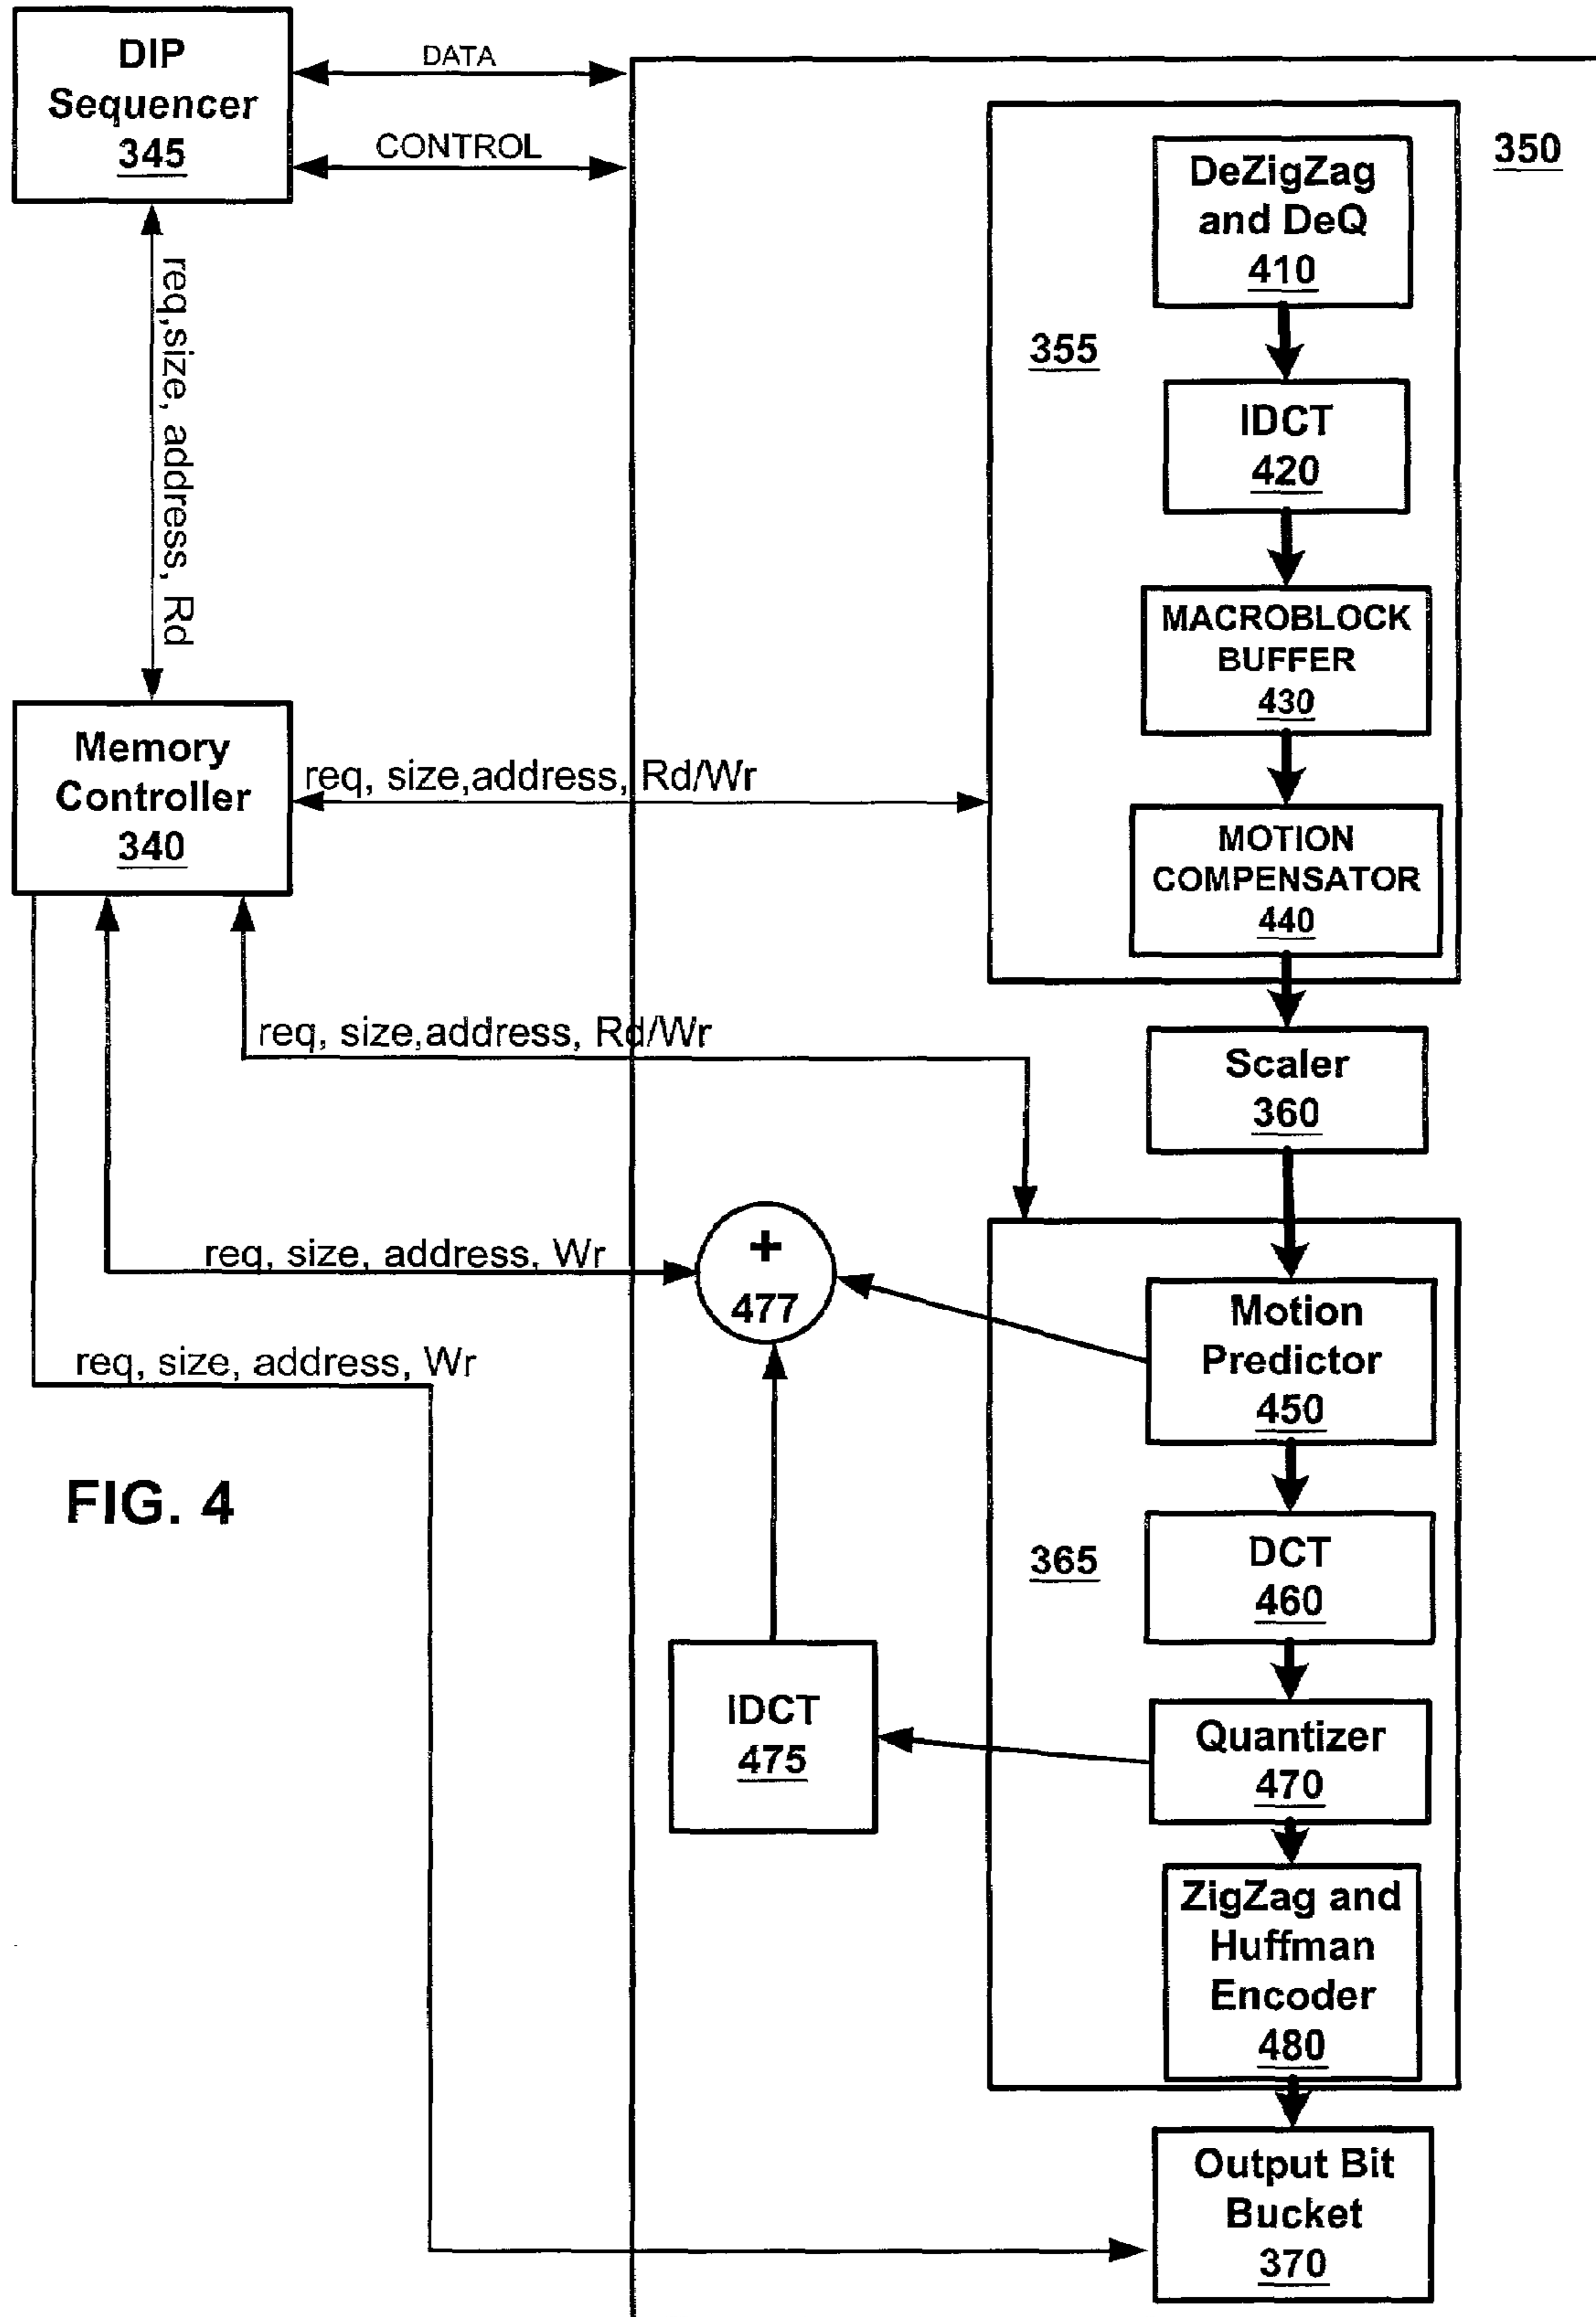 DIP
Sequencer
345
DATA
CONTROL
350
DeZigZag
and DeQ
410
355
IDCT
420
req,size, address, Rd
MACROBLOCK
BUFFER
430
Memory
Controller
340
req, size,address, Rd/Wr
MOTION
COMPENSATOR
440
req, size,address, Rd/Wr
Scaler
360
req, size, address, Wr
+
477
Motion
Predictor
450
req, size, address, Wr
FIG. 4
365
DCT
460
IDCT
475
Quantizer
470
ZigZag and
Huffman
Encoder
480
Output Bit
Bucket
370